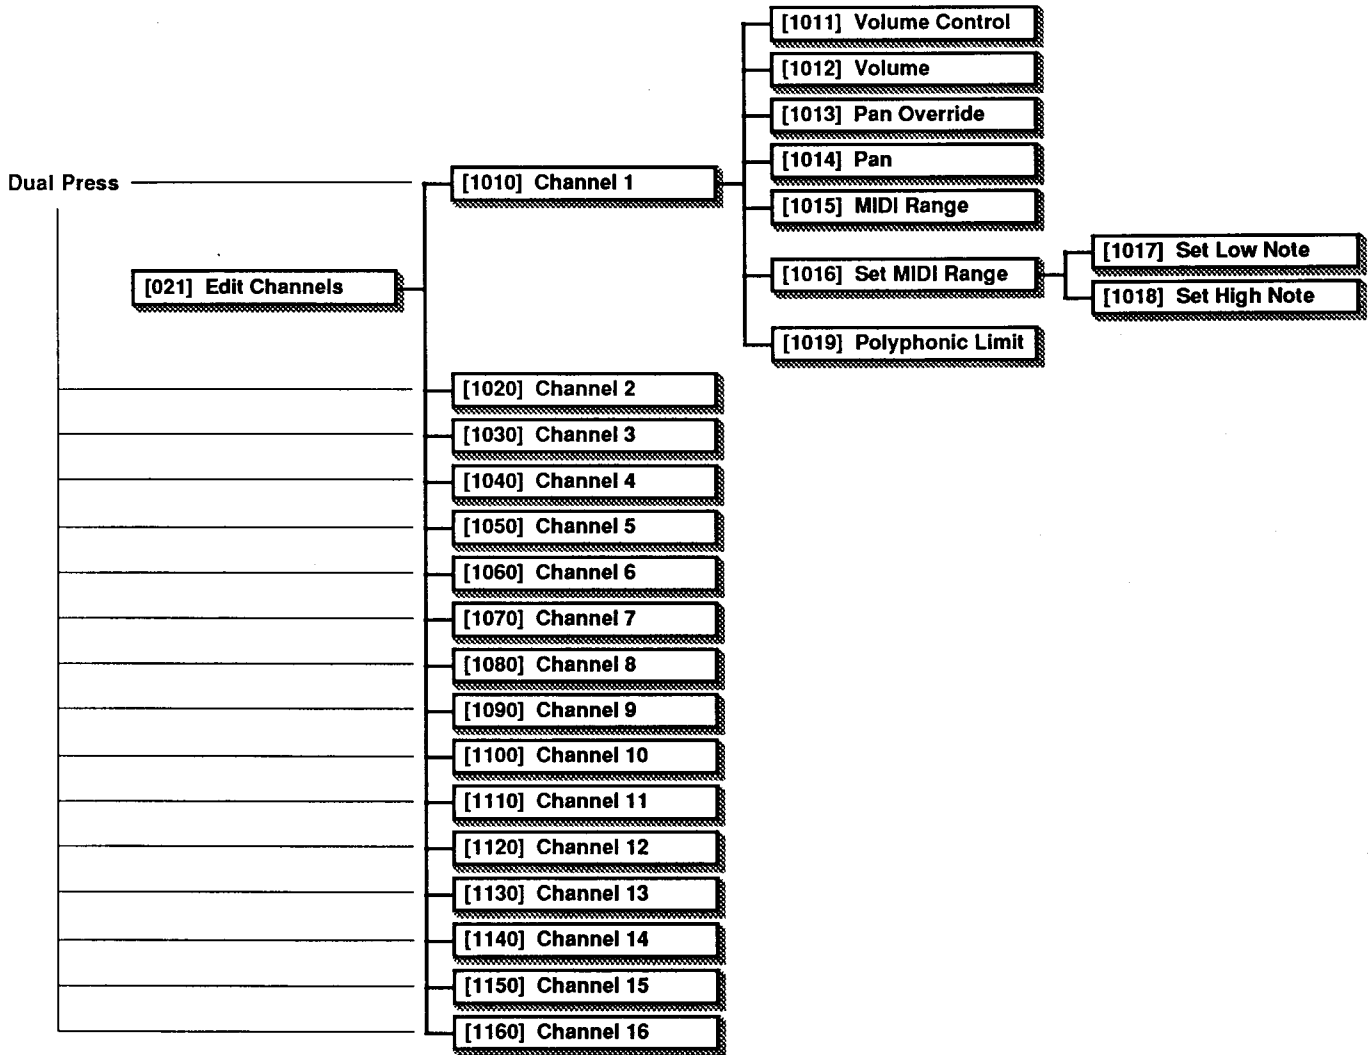 [1011] Volume Control
[1012] Volume
[1013] Pan Override
[1014] Pan
Dual Press
[1010] Channel 1
[1015] MIDI Range
[1016] Set MIDI Range
[1017] Set Low Note
[1018] Set High Note
[021] Edit Channels
[1019] Polyphonic Limit
[1020] Channel 2
[1030] Channel 3
[1040] Channel 4
[1050] Channel 5
[1060] Channel 6
[1070] Channel 7
[1080] Channel 8
[1090] Channel 9
[1100] Channel 10
[1110] Channel 11
[1120] Channel 12
[1130] Channel 13
[1140] Channel 14
[1150] Channel 15
[1160] Channel 16